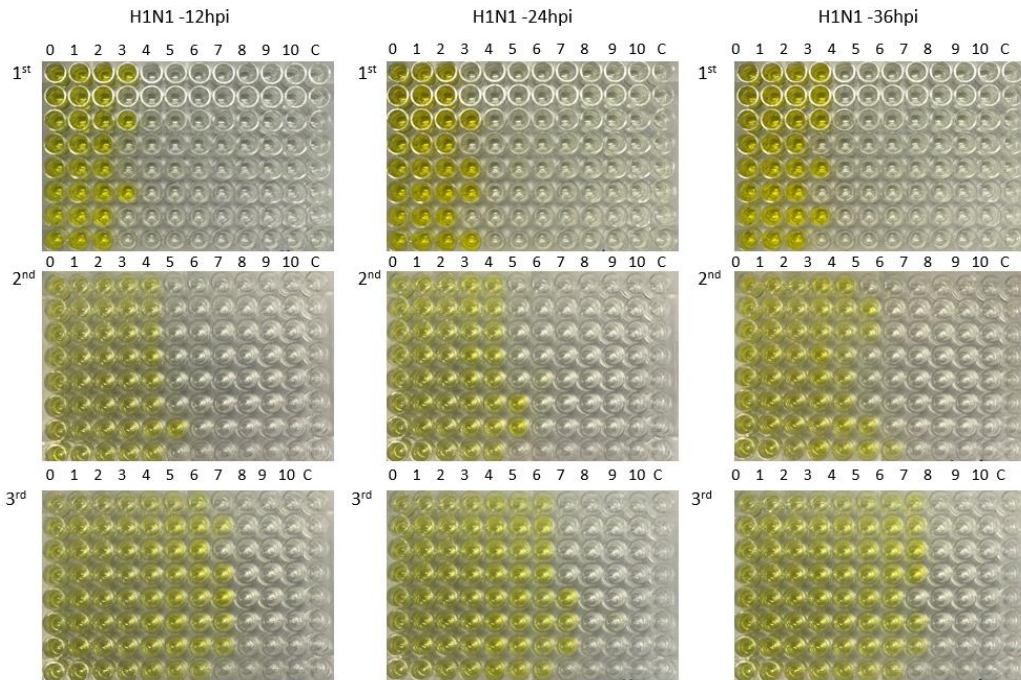 H1N1 -12hpi H1N1 -24hpi H1N1 -36hpi
0 1 2 3 4 5 6 7 8 9 10 C 0 1 2 3 4 5 6 7 8 9 10 C 0 1 2 3 4 5 6 7 8 9 10 C
1st 1st 1st
0 1 2 3 4 5 6 7 8 9 10 C 0 1 2 3 4 5 6 7 8 9 10 C 0 1 2 3 4 5 6 7 8 9 10 C
2nd 2nd 2nd
0 1 2 3 4 5 6 7 8 9 10 C 0 1 2 3 4 5 6 7 8 9 10 C 0 1 2 3 4 5 6 7 8 9 10 C
3rd 3rd 3rd